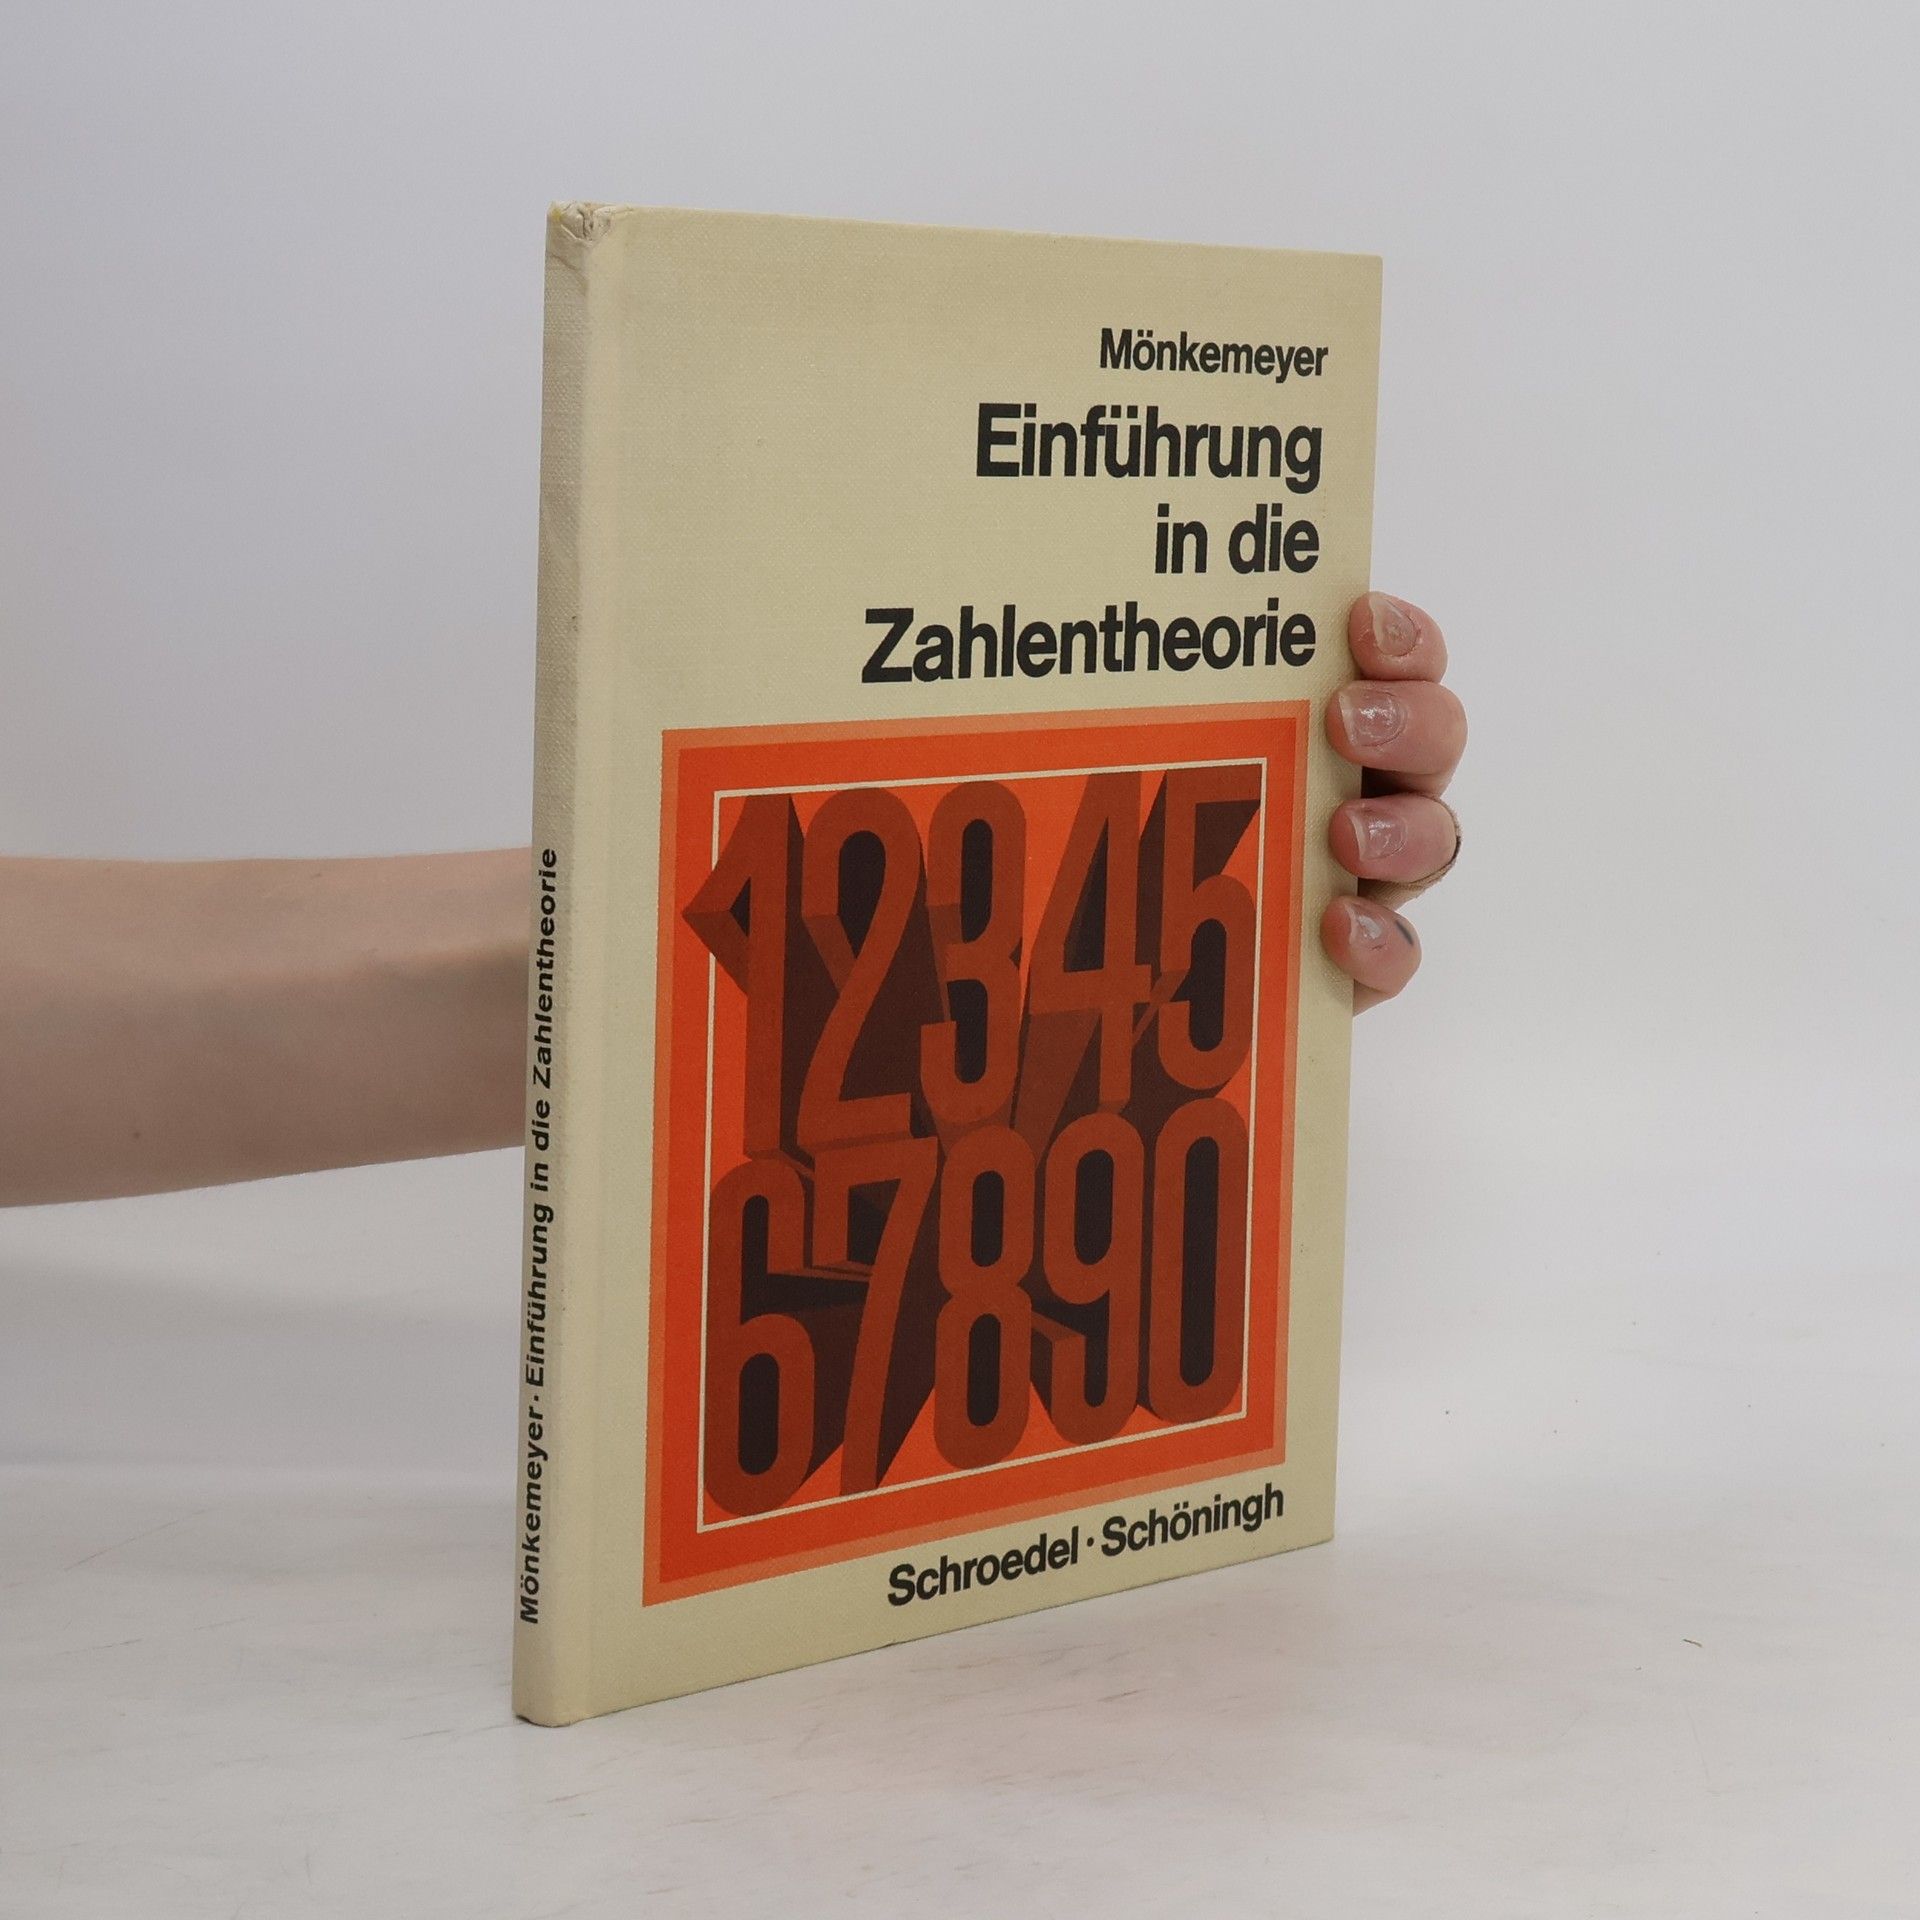 Mönkemeyer
Einführung
in die
Zahlentheorie
12345
67890
Schroedel · Schöningh
Mönkemeyer · Einführung in die Zahlentheorie